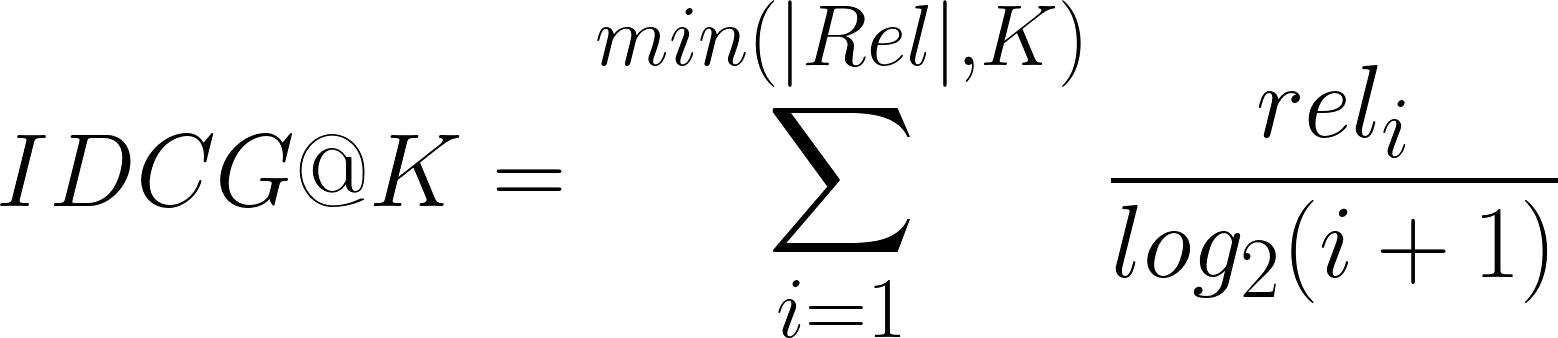 IDCG@K = \sum_{i=1}^{min(|Rel|,K)} \frac{rel_i}{log_2(i + 1)}